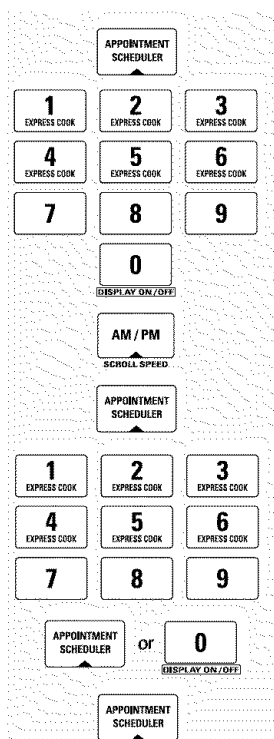 APPOINTMENT
SCHEDULER
1 2 3
EXPRESS COOK EXPRESS COOK EXPRESS COOK
4 5 6
EXPRESS COOK EXPRESS COOK EXPRESS COOK
7 8 9
0
DISPLAY ON/OFF
AM / PM
SCROLL SPEED
APPOINTMENT
SCHEDULER
1 2 3
EXPRESS COOK EXPRESS COOK EXPRESS COOK
4 5 6
EXPRESS COOK EXPRESS COOK EXPRESS COOK
7 8 9
APPOINTMENT
SCHEDULER or 0
DISPLAY ON/OFF
APPOINTMENT
SCHEDULER